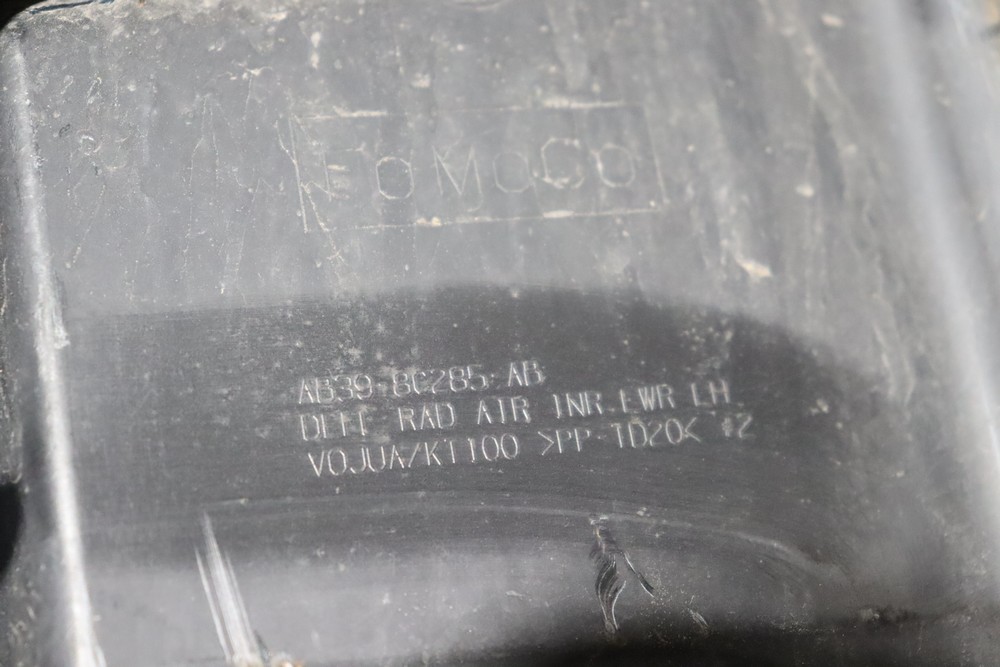 FoMoCo
AB39-8C285-AB
DEFL RAD AIR INR LWR LH
VOJUA/KT100 >PP-TD20< #2